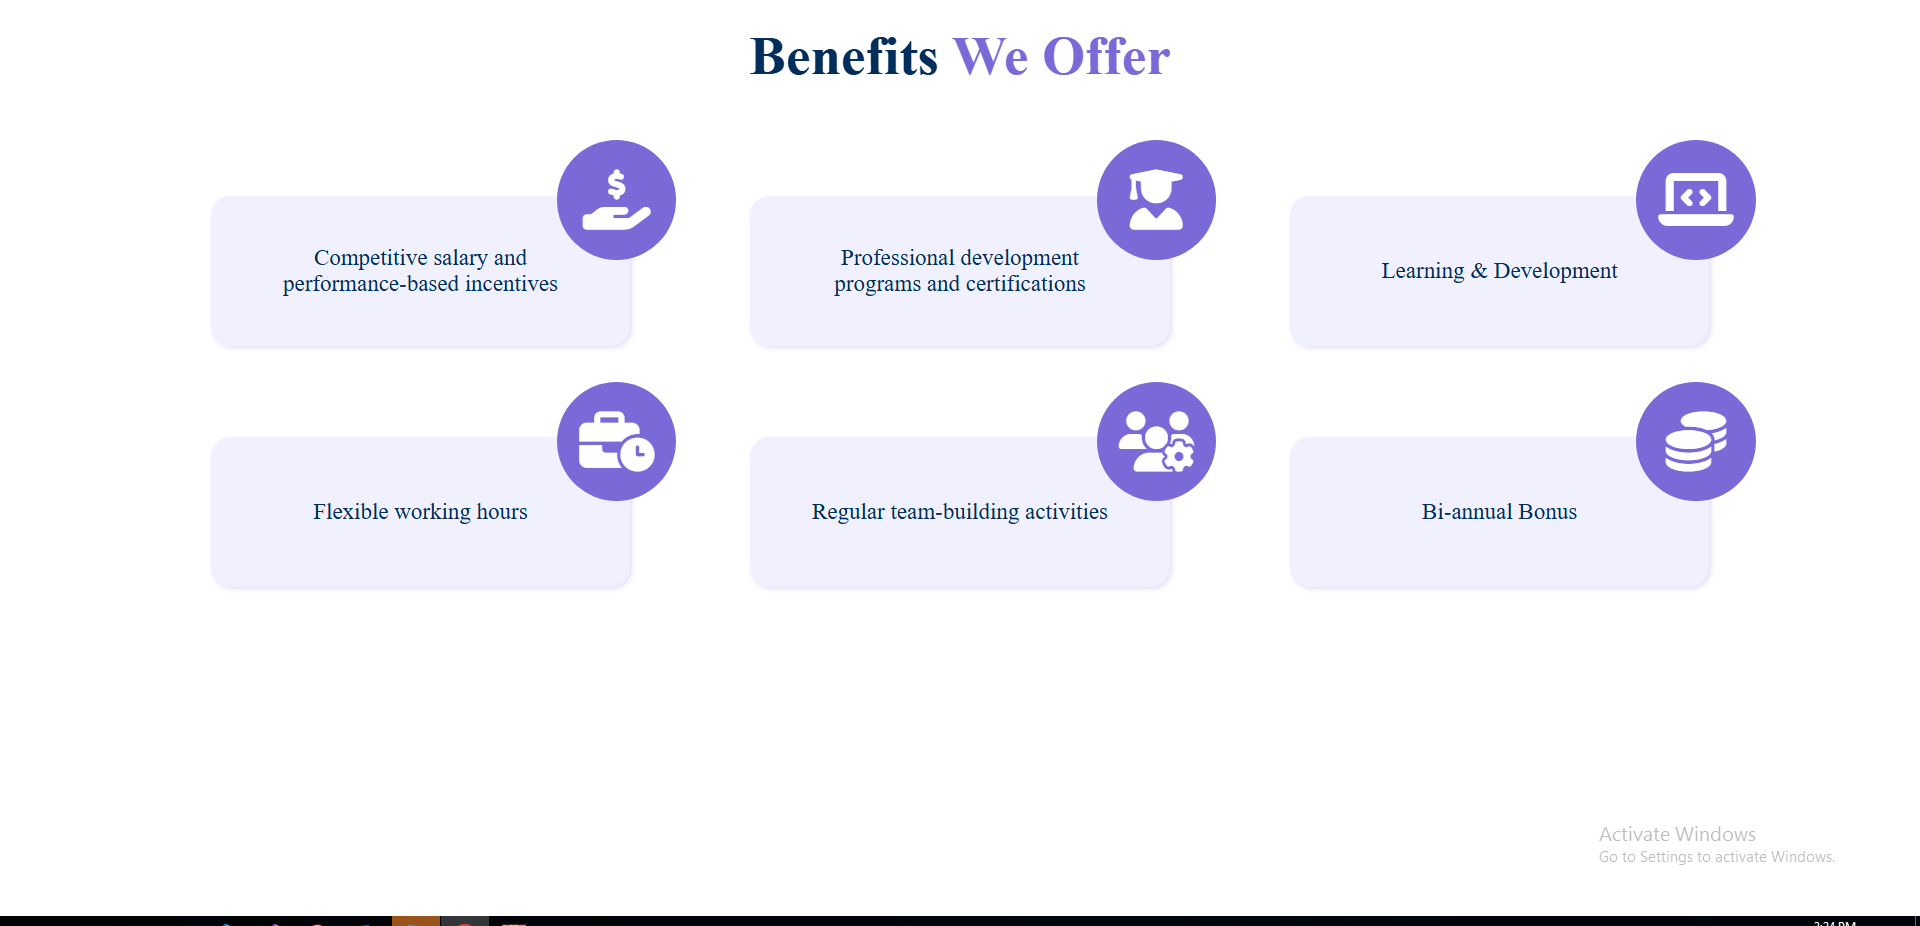 Benefits We Offer
Competitive salary and
performance-based incentives
Professional development
programs and certifications
Learning & Development
Flexible working hours
Regular team-building activities
Bi-annual Bonus
Activate Windows
Go to Settings to activate Windows.